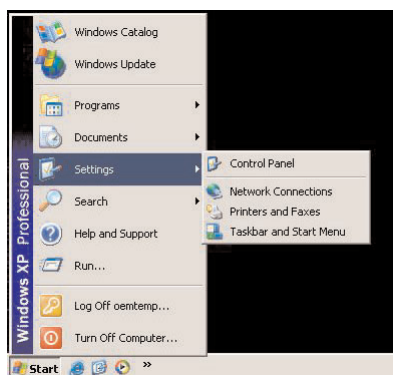 Windows XP Professional
Windows Catalog
Windows Update
Programs
Documents
Settings
Search
Help and Support
Run...
Log Off oemtemp...
Turn Off Computer...
Control Panel
Network Connections
Printers and Faxes
Taskbar and Start Menu
Start
»